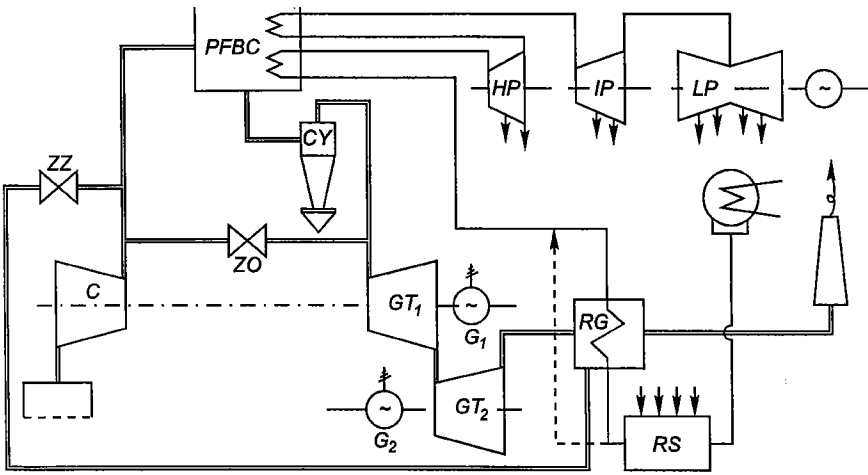 PFBC
HP
IP
LP
~
CY
ZZ
ZO
C
GT1
~
G1
RG
~
G2
GT2
RS